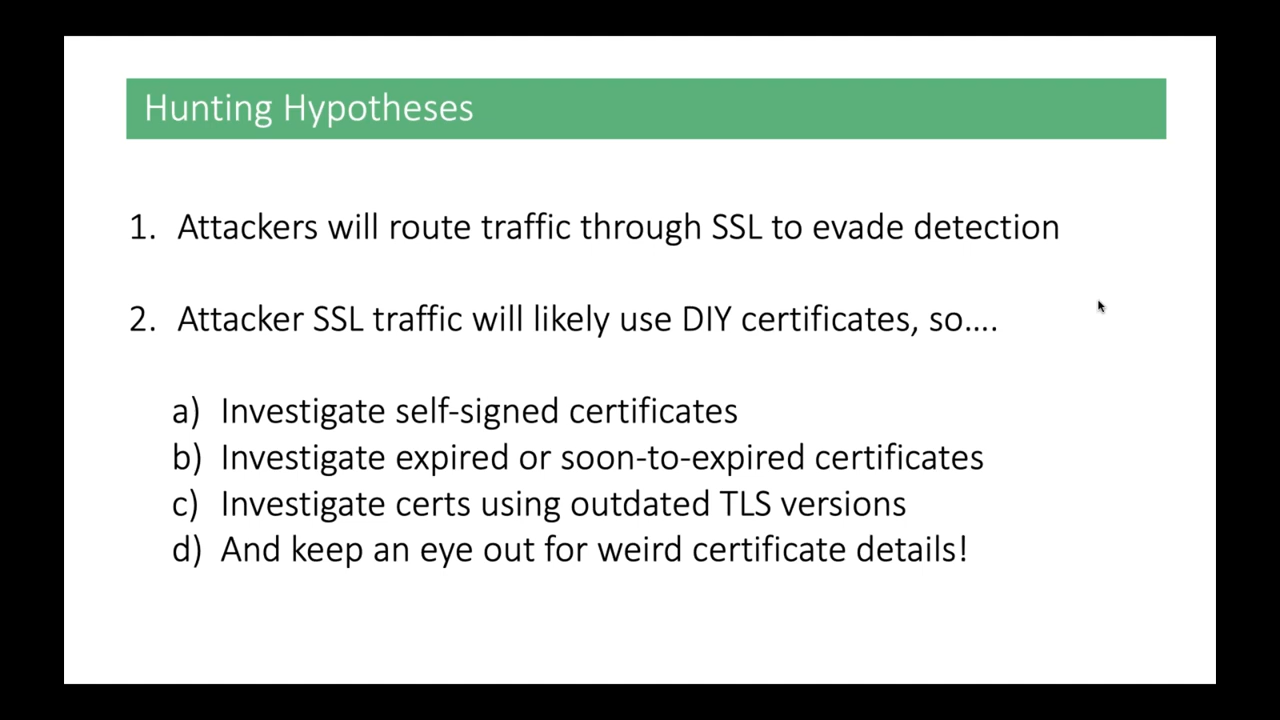 Hunting Hypotheses
1. Attackers will route traffic through SSL to evade detection
2. Attacker SSL traffic will likely use DIY certificates, so....
a) Investigate self-signed certificates
b) Investigate expired or soon-to-expired certificates
c) Investigate certs using outdated TLS versions
d) And keep an eye out for weird certificate details!